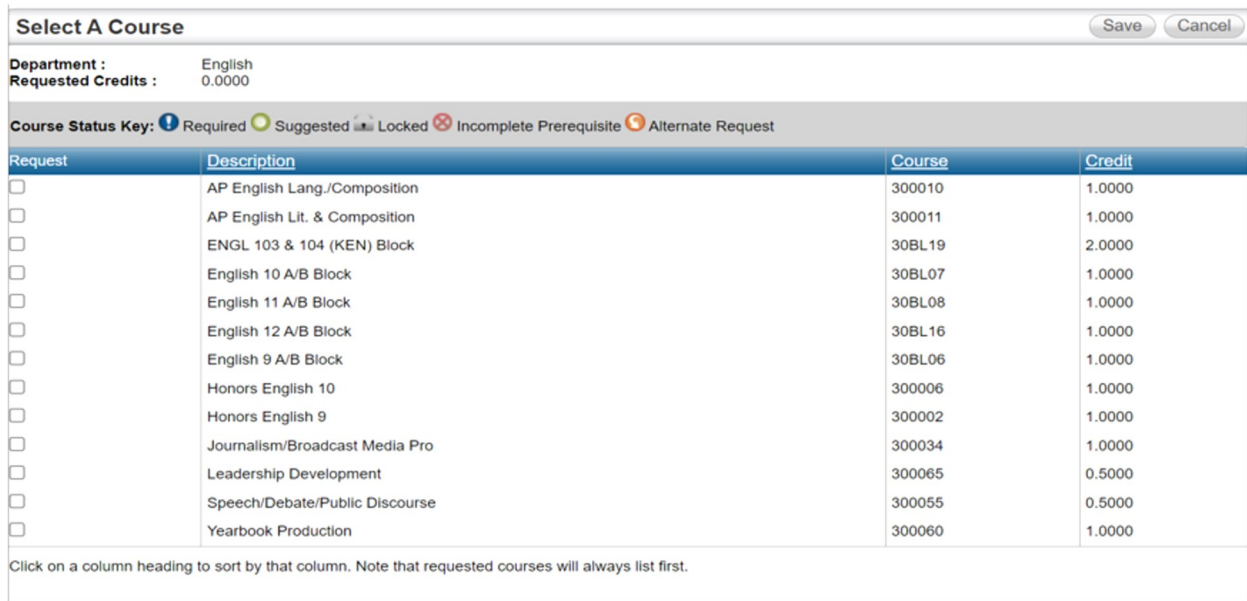 Select A Course Save Cancel
Department : English
Requested Credits : 0.0000
Course Status Key: Required Suggested Locked Incomplete Prerequisite Alternate Request
Request Description Course Credit
AP English Lang./Composition 300010 1.0000
AP English Lit. & Composition 300011 1.0000
ENGL 103 & 104 (KEN) Block 30BL19 2.0000
English 10 A/B Block 30BL07 1.0000
English 11 A/B Block 30BL08 1.0000
English 12 A/B Block 30BL16 1.0000
English 9 A/B Block 30BL06 1.0000
Honors English 10 300006 1.0000
Honors English 9 300002 1.0000
Journalism/Broadcast Media Pro 300034 1.0000
Leadership Development 300065 0.5000
Speech/Debate/Public Discourse 300055 0.5000
Yearbook Production 300060 1.0000
Click on a column heading to sort by that column. Note that requested courses will always list first.